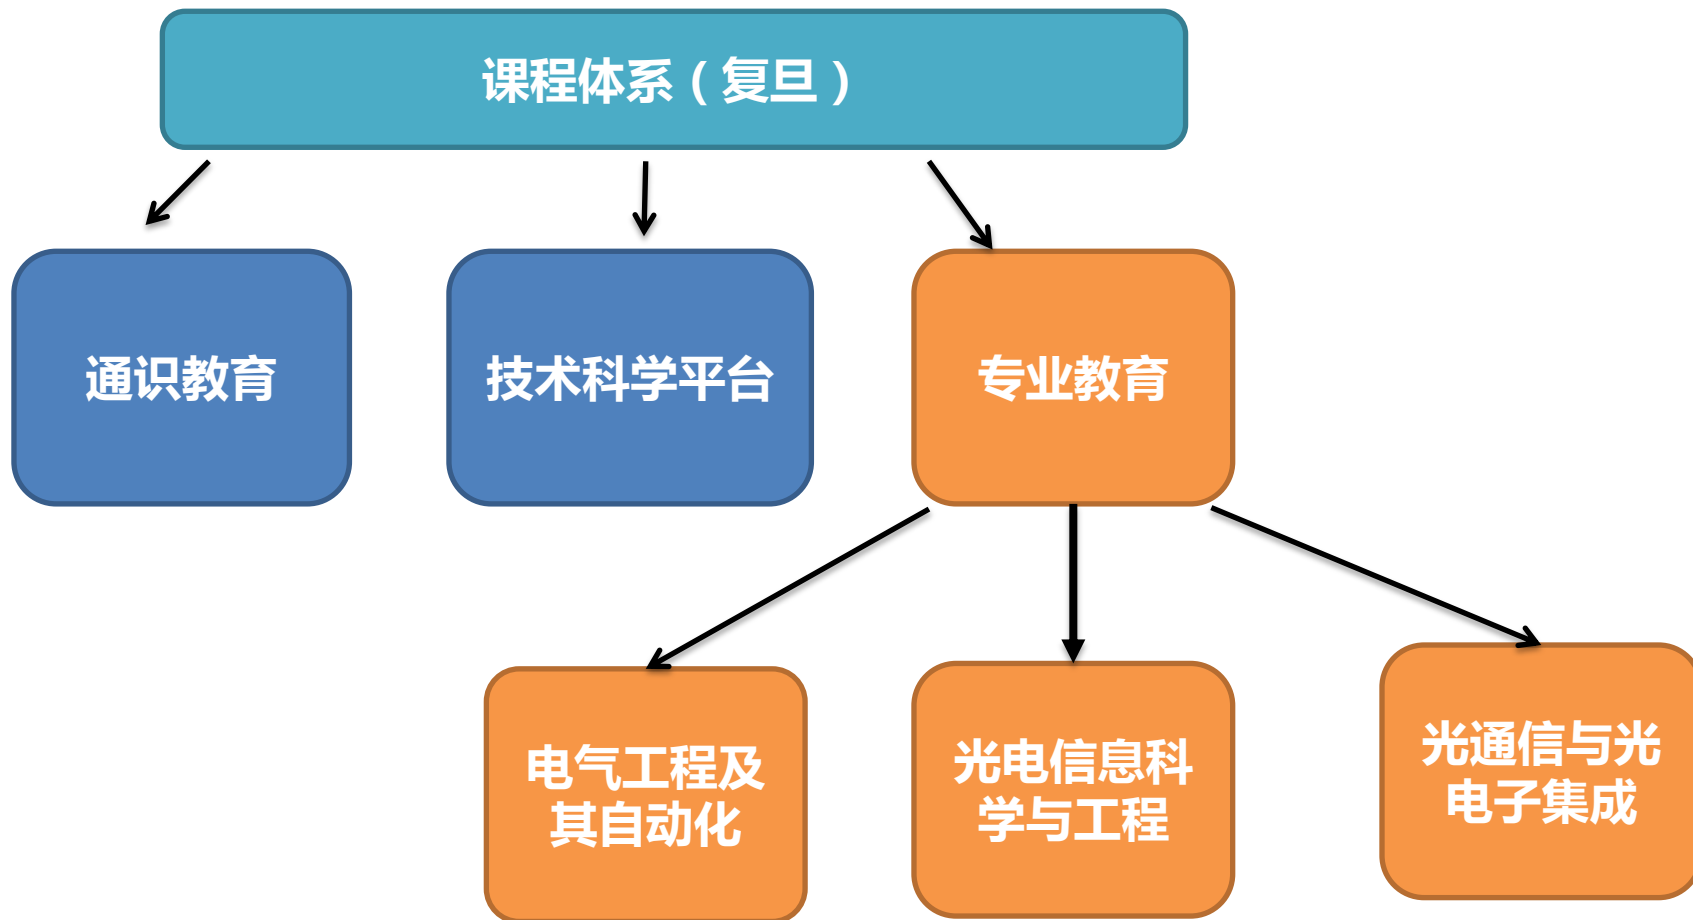 课程体系（复旦）
通识教育
技术科学平台
专业教育
电气工程及
其自动化
光电信息科
学与工程
光通信与光
电子集成